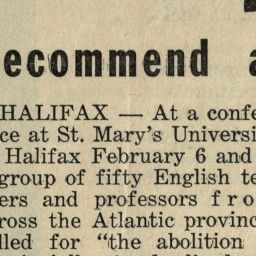 ecommend a
HALIFAX — At a confe
ce at St. Mary's Universi
Halifax February 6 and
group of fifty English te
ers and professors from
ross the Atlantic provinc
lled for "the abolition